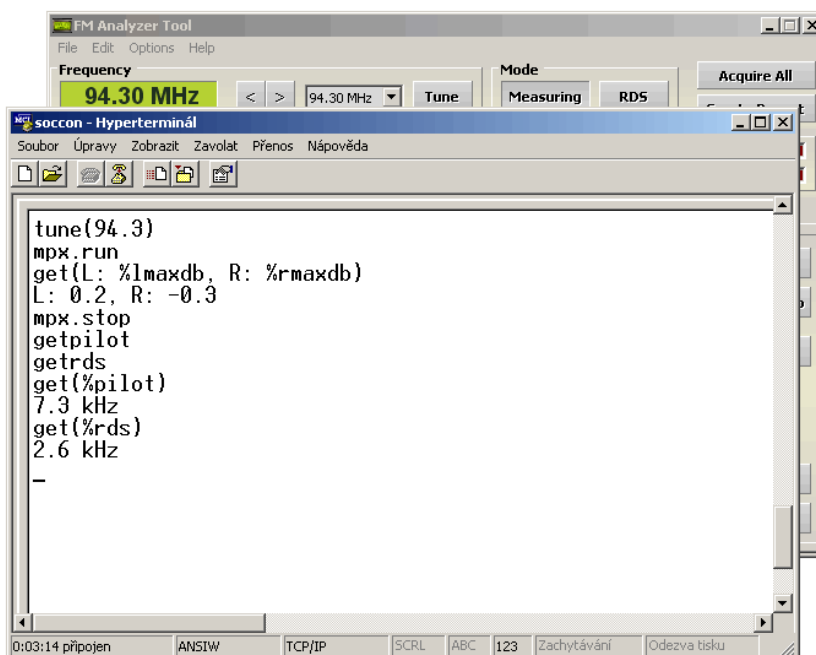 FM Analyzer Tool
File Edit Options Help
Frequency
Mode
Acquire All
94.30 MHz < > 94.30 MHz Tune Measuring RDS
soccon - Hyperterminál
Soubor Úpravy Zobrazit Zavolat Přenos Nápověda
tune(94.3)
mpx.run
get(L: %lmaxdb, R: %rmaxdb)
L: 0.2, R: -0.3
mpx.stop
getpilot
getrds
get(%pilot)
7.3 kHz
get(%rds)
2.6 kHz
_
0:03:14 připojen ANSIW TCP/IP SCRL ABC 123 Zachytávání Odezva tisku